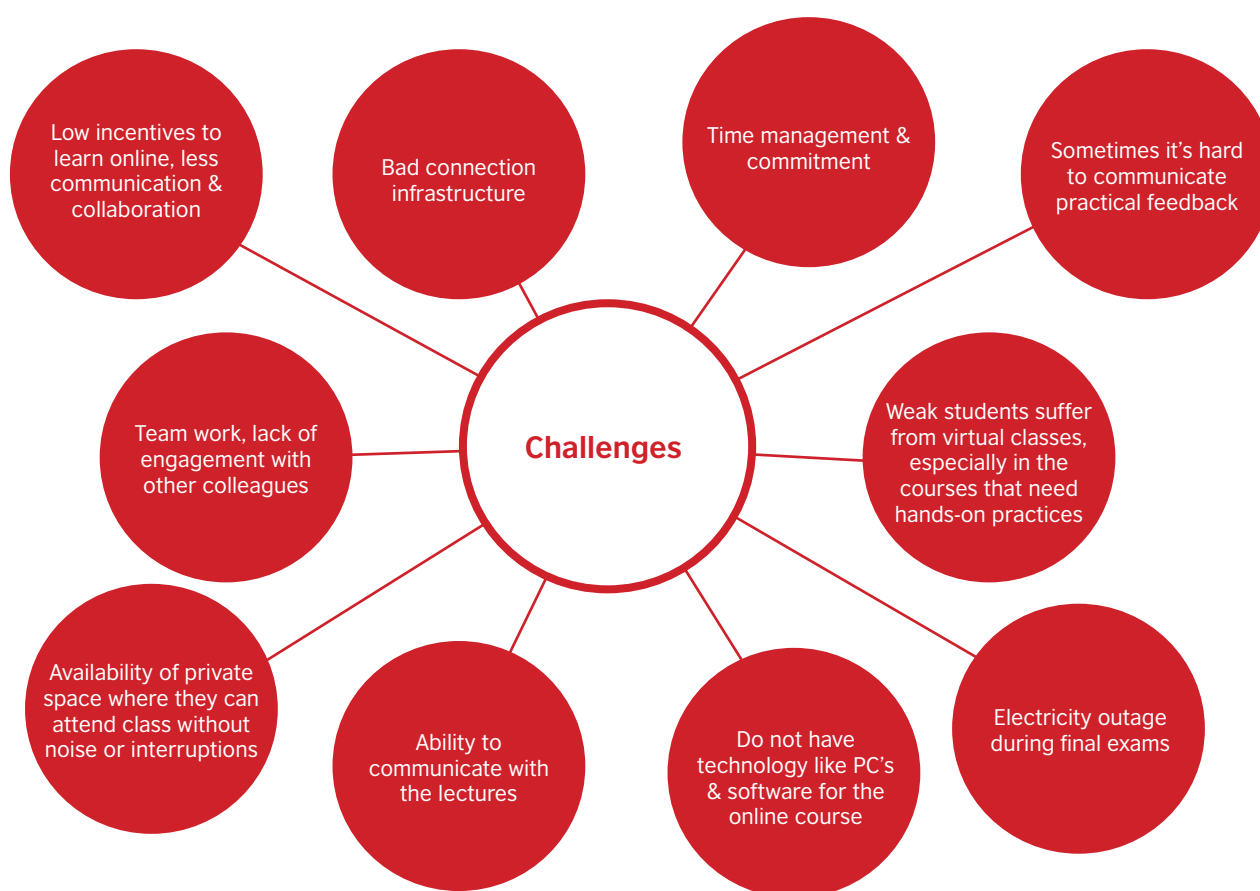 Low incentives to
learn online, less
communication &
collaboration
Bad connection
infrastructure
Time management &
commitment
Sometimes it’s hard
to communicate
practical feedback
Team work, lack of
engagement with
other colleagues
Challenges
Weak students suffer
from virtual classes,
especially in the
courses that need
hands-on practices
Availability of private
space where they can
attend class without
noise or interruptions
Ability to
communicate with
the lectures
Do not have
technology like PC’s
& software for the
online course
Electricity outage
during final exams